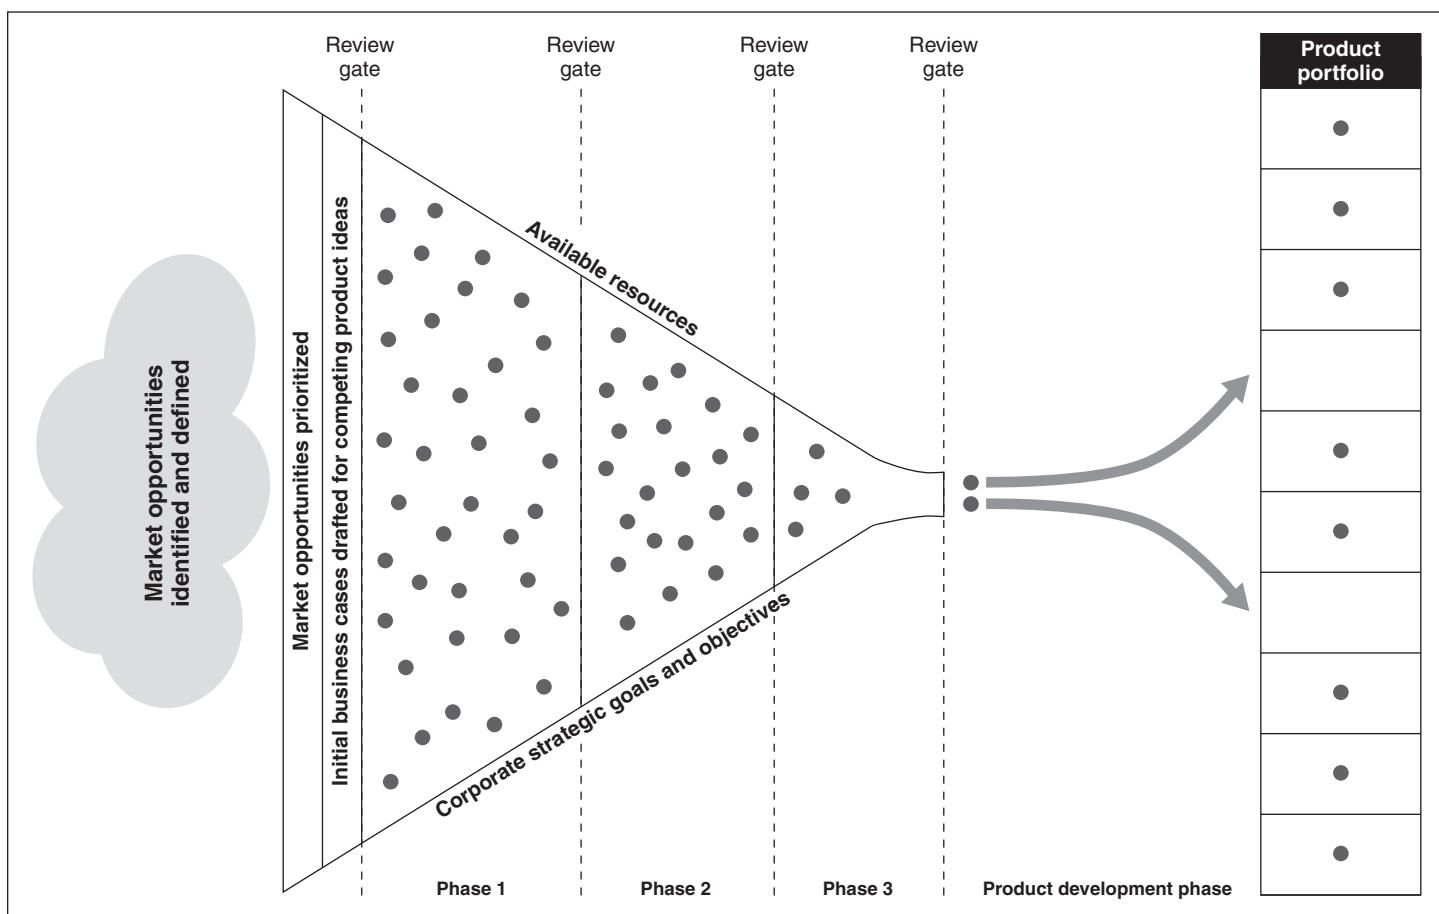 Review
gate
Review
gate
Review
gate
Review
gate
Product
portfolio
Market opportunities
identified and defined
Market opportunities prioritized
Initial business cases drafted for competing product ideas
Available resources
Corporate strategic goals and objectives
Phase 1
Phase 2
Phase 3
Product development phase